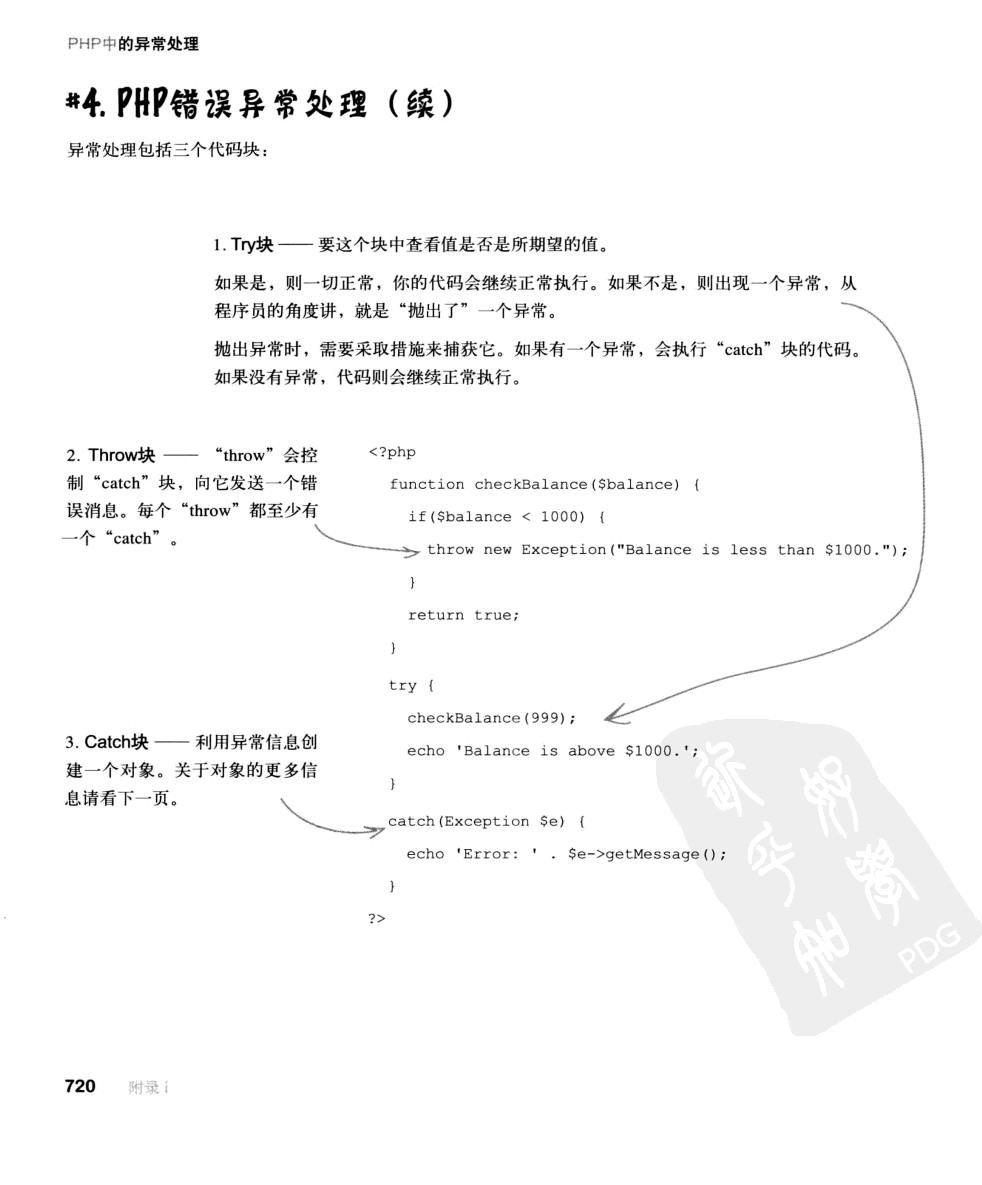 PHP中的异常处理
#4. PHP错误异常处理（续）
异常处理包括三个代码块：
1. Try块 —— 要这个块中查看值是否是所期望的值。
如果是，则一切正常，你的代码会继续正常执行。如果不是，则出现一个异常，从
程序员的角度讲，就是“抛出了”一个异常。
抛出异常时，需要采取措施来捕获它。如果有一个异常，会执行“catch”块的代码。
如果没有异常，代码则会继续正常执行。
2. Throw块 —— “throw”会控
制“catch”块，向它发送一个错
误消息。每个“throw”都至少有
一个“catch”。
<?php
function checkBalance($balance) {
if($balance < 1000) {
throw new Exception("Balance is less than $1000.");
}
return true;
}
try {
checkBalance(999);
echo 'Balance is above $1000.';
}
3. Catch块 —— 利用异常信息创
建一个对象。关于对象的更多信
息请看下一页。
catch(Exception $e) {
echo 'Error: ' . $e->getMessage();
}
?>
PDG
720 附录 i